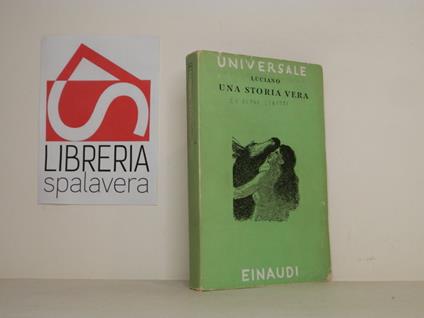 LIBRERIA
spalavera
UNIVERSALE
LUCIANO
UNA STORIA VERA
EINAUDI